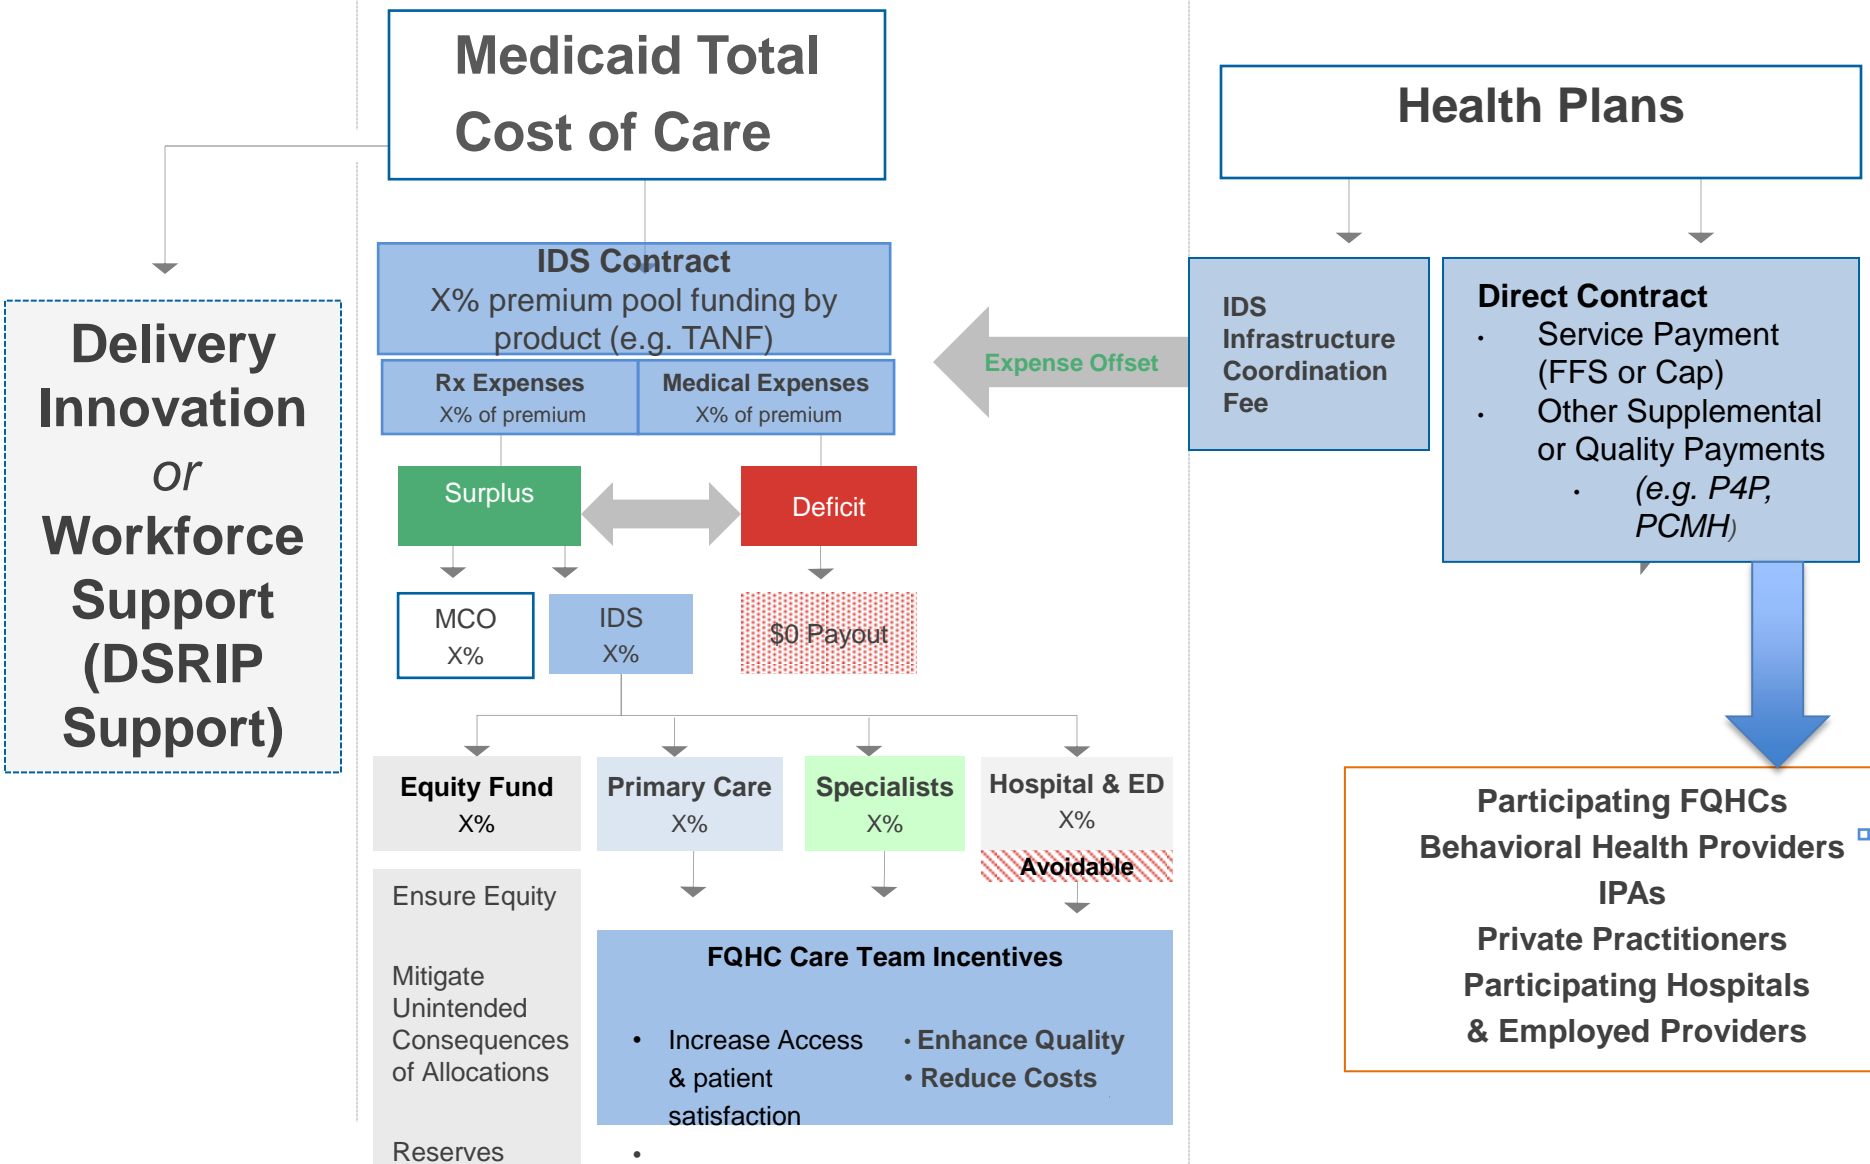 Medicaid Total
Cost of Care
Health Plans
Delivery
Innovation
or
Workforce
Support
(DSRIP
Support)
IDS Contract
X% premium pool funding by
product (e.g. TANF)
Rx Expenses
X% of premium
Medical Expenses
X% of premium
Expense Offset
IDS
Infrastructure
Coordination
Fee
Direct Contract
• Service Payment
(FFS or Cap)
• Other Supplemental
or Quality Payments
• (e.g. P4P,
PCMH)
Surplus
Deficit
MCO
X%
IDS
X%
$0 Payout
Equity Fund
X%
Primary Care
X%
Specialists
X%
Hospital & ED
X%
Avoidable
Ensure Equity
Mitigate
Unintended
Consequences
of Allocations
Reserves
FQHC Care Team Incentives
• Increase Access
& patient
satisfaction
•
• Enhance Quality
• Reduce Costs
Participating FQHCs
Behavioral Health Providers
IPAs
Private Practitioners
Participating Hospitals
& Employed Providers